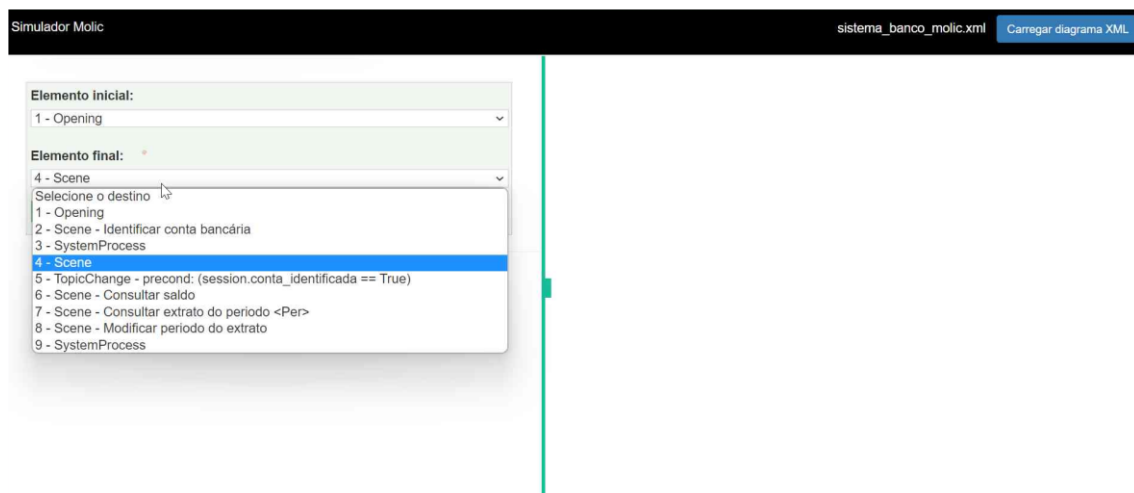 Simulador Molic
sistema_banco_molic.xml
Carregar diagrama XML
Elemento inicial:
1 - Opening
Elemento final: *
4 - Scene
Selecione o destino
1 - Opening
2 - Scene - Identificar conta bancária
3 - SystemProcess
4 - Scene
5 - TopicChange - precond: (session.conta_identificada == True)
6 - Scene - Consultar saldo
7 - Scene - Consultar extrato do periodo <Per>
8 - Scene - Modificar periodo do extrato
9 - SystemProcess